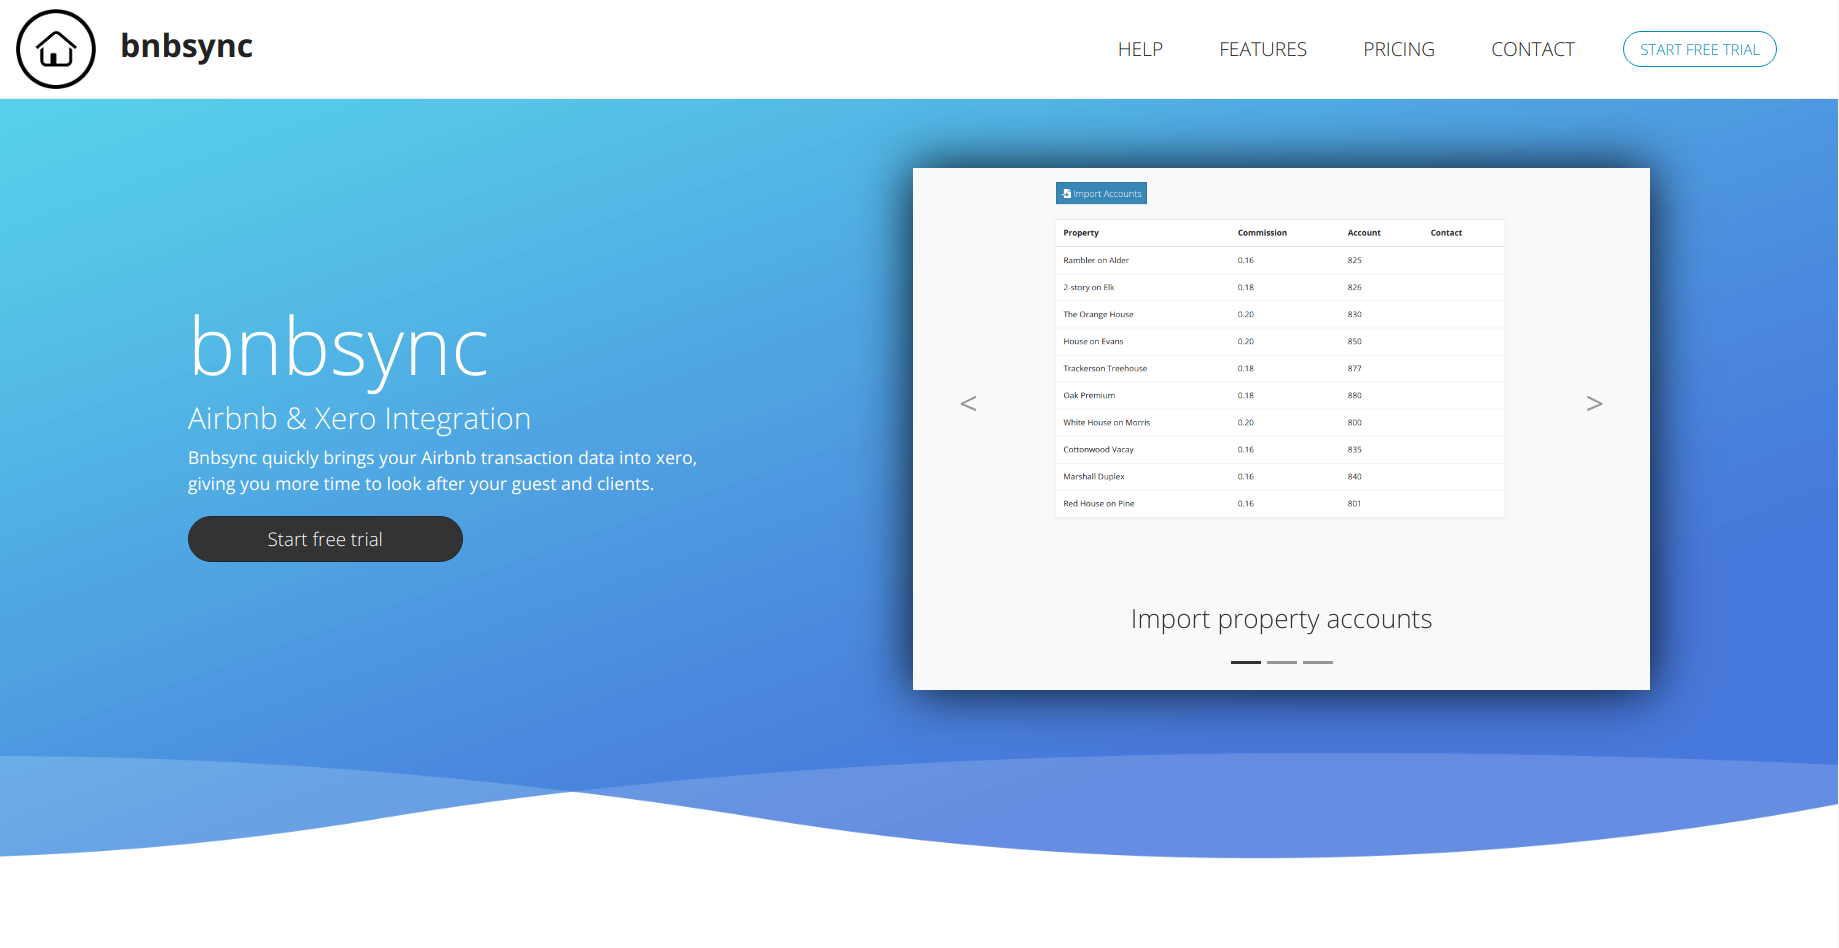 bnbsync
HELP FEATURES PRICING CONTACT START FREE TRIAL
bnbsync
Airbnb & Xero Integration
Bnbsync quickly brings your Airbnb transaction data into xero,
giving you more time to look after your guest and clients.
Start free trial
Import Accounts
Property Commission Account Contact
Rambler on Alder 0.16 825
2-story on Elk 0.18 826
The Orange House 0.20 830
House on Evans 0.20 850
Trackerson Treehouse 0.18 877
Oak Premium 0.18 880
White House on Morris 0.20 800
Cottonwood Vacay 0.16 835
Marshall Duplex 0.16 840
Red House on Pine 0.16 801
< >
Import property accounts